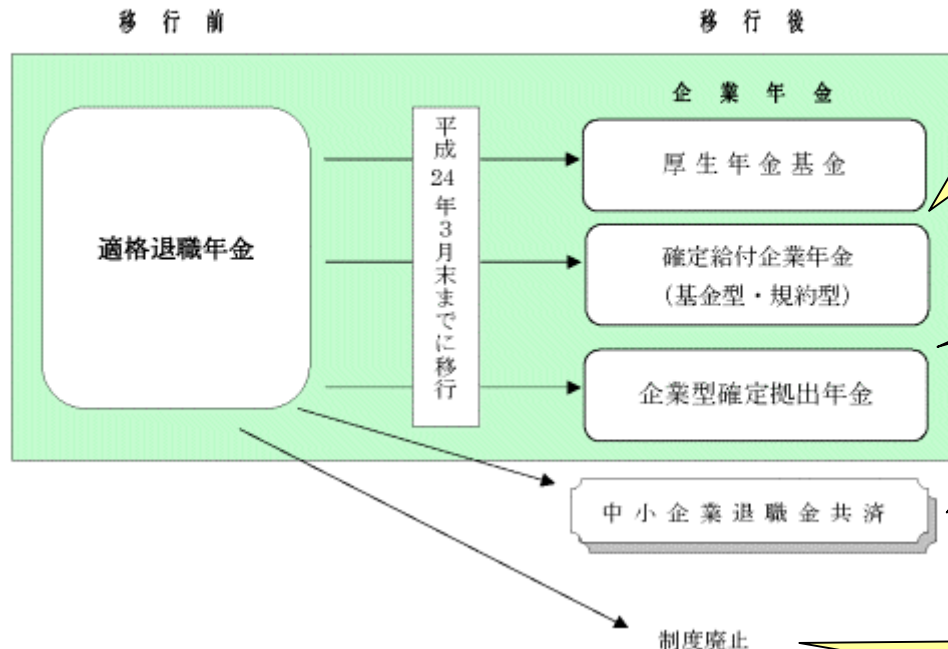 移行前
移行後
企業年金
適格退職年金
平成24年3月末までに移行
厚生年金基金
確定給付企業年金
(基金型・規約型)
企業型確定拠出年金
中小企業退職金共済
制度廃止